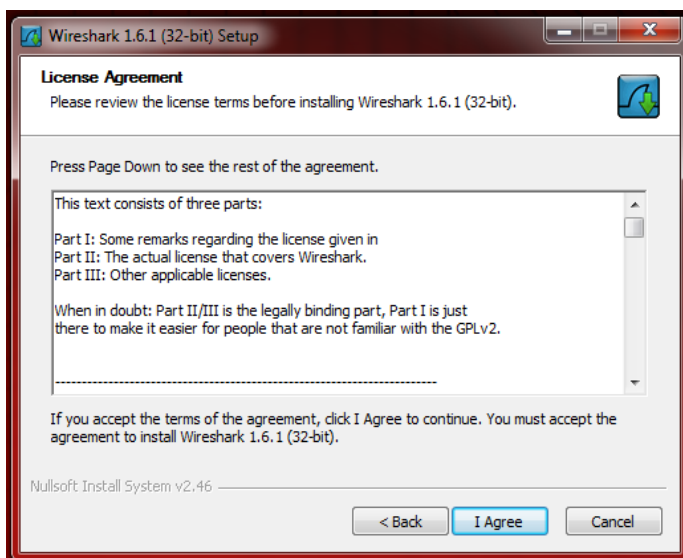 Wireshark 1.6.1 (32-bit) Setup
License Agreement
Please review the license terms before installing Wireshark 1.6.1 (32-bit).
Press Page Down to see the rest of the agreement.
This text consists of three parts:
Part I: Some remarks regarding the license given in
Part II: The actual license that covers Wireshark.
Part III: Other applicable licenses.
When in doubt: Part II/III is the legally binding part, Part I is just
there to make it easier for people that are not familiar with the GPLv2.
-------------------------------------------------------------------------
If you accept the terms of the agreement, click I Agree to continue. You must accept the
agreement to install Wireshark 1.6.1 (32-bit).
Nullsoft Install System v2.46
< Back I Agree Cancel